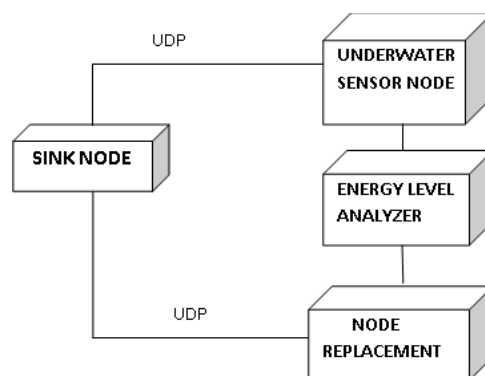 UDP
UNDERWATER
SENSOR NODE
SINK NODE
ENERGY LEVEL
ANALYZER
UDP
NODE
REPLACEMENT